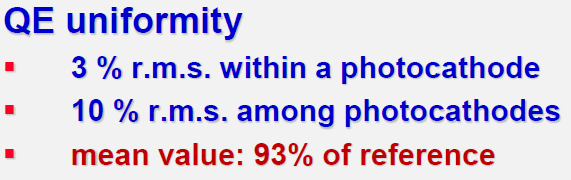 QE uniformity
▪ 3 % r.m.s. within a photocathode
▪ 10 % r.m.s. among photocathodes
▪ mean value: 93% of reference